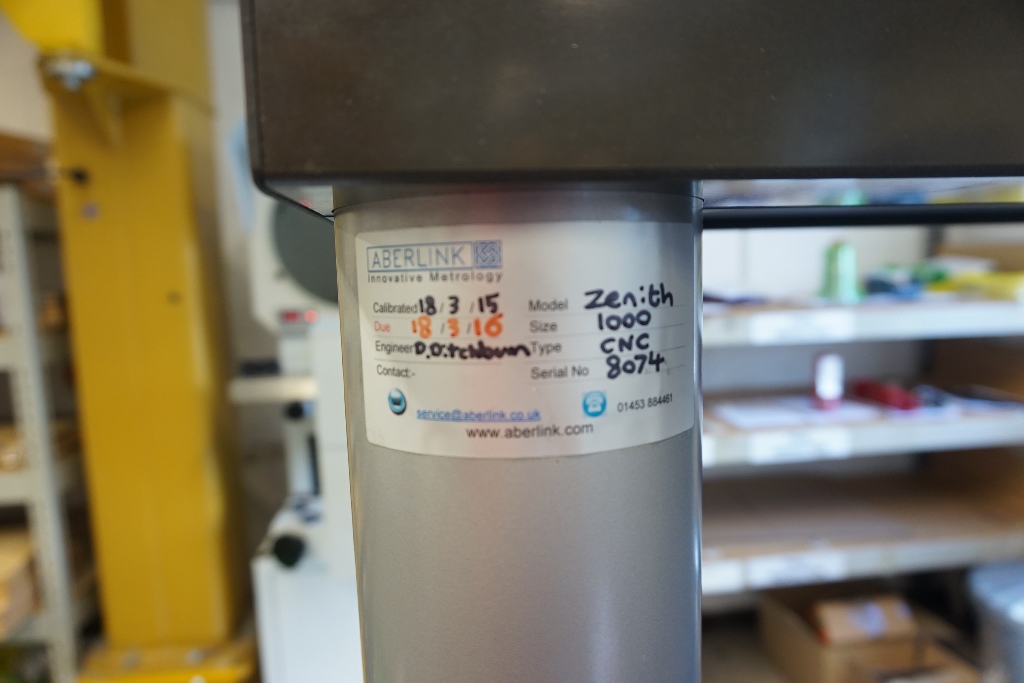 ABERLINK
Innovative Metrology
Calibrated 18 / 3 / 15 Model Zenith
Due 18 / 3 / 16 Size 1000
Engineer Type CNC
Contact:- Serial No 8074
service@aberlink.co.uk 01453 884461
www.aberlink.com